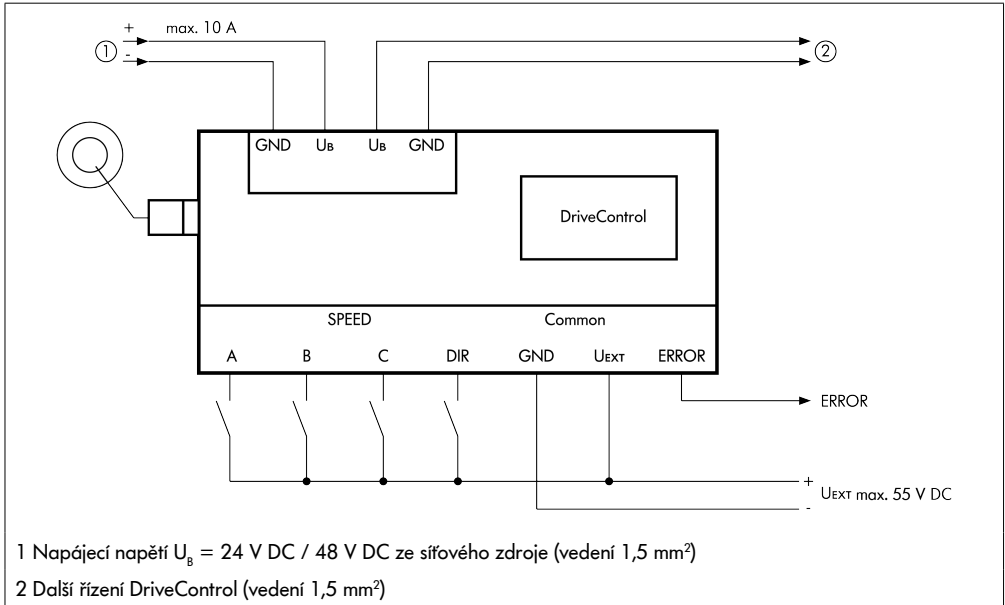 + max. 10 A
1 -
2
GND UB UB GND
DriveControl
SPEED Common
A B C DIR GND UEXT ERROR
ERROR
+
UEXT max. 55 V DC
-
1 Napájecí napětí UB = 24 V DC / 48 V DC ze síťového zdroje (vedení 1,5 mm²)
2 Další řízení DriveControl (vedení 1,5 mm²)